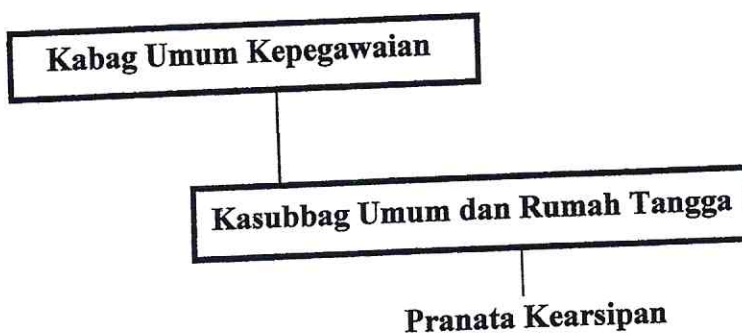 Kabag Umum Kepegawaian
Kasubbag Umum dan Rumah Tangga
Pranata Kearsipan